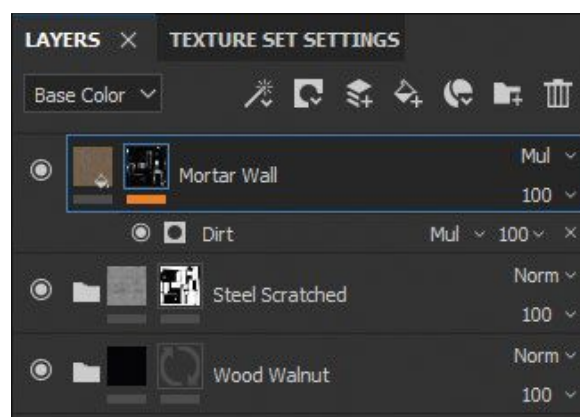 LAYERS × TEXTURE SET SETTINGS
Base Color
Mul
Mortar Wall
100
Dirt Mul 100 ×
Norm
Steel Scratched
100
Norm
Wood Walnut
100